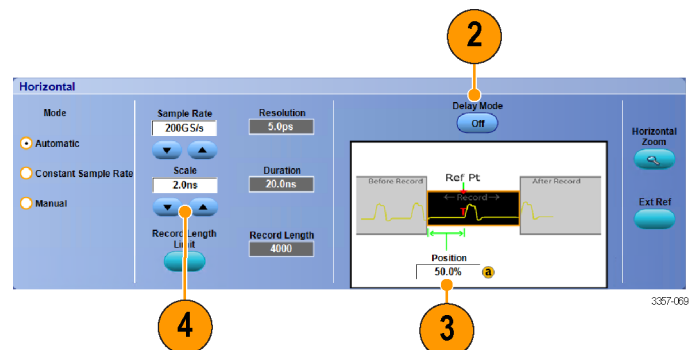 2
Horizontal
Mode
Automatic
Constant Sample Rate
Manual
Sample Rate
200GS/s
Scale
2.0ns
Record Length
Limit
Resolution
5.0ps
Duration
20.0ns
Record Length
4000
Delay Mode
Off
Before Record
Ref Pt
Record
After Record
T
Position
50.0%
a
Horizontal
Zoom
Ext Ref
3357-069
4
3